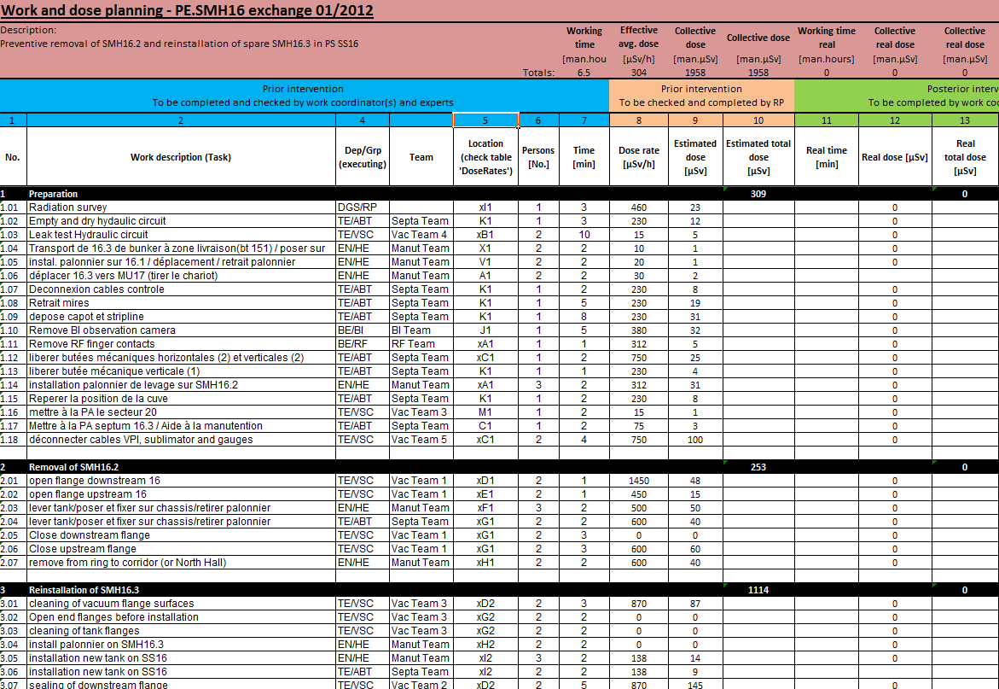 Work and dose planning - PE.SMH16 exchange 01/2012
Description:
Preventive removal of SMH16.2 and reinstallation of spare SMH16.3 in PS SS16
Working time Effective avg. dose Collective dose Collective dose Working time real Collective real dose Collective real dose
[man.hou [µSv/h] [man.µSv] [man.µSv] [man.hours] [man.µSv] [man.µSv]
Totals: 6.5 304 1958 1958 0 0 0
Prior intervention Prior intervention Posterior interv
To be completed and checked by work coordinator(s) and experts To be checked and completed by RP To be completed by work coo
1 2 4 5 6 7 8 9 10 11 12 13
No. Work description (Task) Dep/Grp (executing) Team Location (check table 'DoseRates') Persons [No.] Time [min] Dose rate [µSv/h] Estimated dose [µSv] Estimated total dose [µSv] Real time [min] Real dose [µSv] Real total dose [µSv]
1 Preparation 309 0
1.01 Radiation survey DGS/RP xI1 1 3 460 23 0
1.02 Empty and dry hydaulic circuit TE/ABT Septa Team K1 1 3 230 12 0
1.03 Leak test Hydraulic circuit TE/VSC Vac Team 4 xB1 2 10 15 5 0
1.04 Transport de 16.3 de bunker à zone livraison(bt 151) / poser sur EN/HE Manut Team X1 2 2 10 1 0
1.05 instal. palonnier sur 16.1 / déplacement / retrait palonnier EN/HE Manut Team V1 2 2 20 1 0
1.06 déplacer 16.3 vers MU17 (tirer le chariot) EN/HE Manut Team A1 2 2 30 2
1.07 Deconnexion cables controle TE/ABT Septa Team K1 1 2 230 8 0
1.08 Retrait mires TE/ABT Septa Team K1 1 5 230 19 0
1.09 depose capot et stripline TE/ABT Septa Team K1 1 8 230 31 0
1.10 Remove BI observation camera BE/BI BI Team J1 1 5 380 32 0
1.11 Remove RF finger contacts BE/RF RF Team xA1 1 1 312 5 0
1.12 liberer butées mécaniques horizontales (2) et verticales (2) TE/ABT Septa Team xC1 1 2 750 25 0
1.13 liberer butée mécanique verticale (1) TE/ABT Septa Team K1 1 1 230 4 0
1.14 installation palonnier de levage sur SMH16.2 EN/HE Manut Team xA1 3 2 312 31 0
1.15 Reperer la position de la cuve TE/ABT Septa Team K1 1 2 230 8 0
1.16 mettre à la PA le secteur 20 TE/VSC Vac Team 3 M1 1 2 15 1 0
1.17 Mettre à la PA septum 16.3 / Aide à la manutention TE/ABT Septa Team C1 1 2 75 3 0
1.18 déconnecter cables VPI, sublimator and gauges TE/VSC Vac Team 5 xC1 2 4 750 100 0
2 Removal of SMH16.2 253 0
2.01 open flange downstream 16 TE/VSC Vac Team 1 xD1 2 1 1450 48 0
2.02 open flange upstream 16 TE/VSC Vac Team 1 xE1 2 1 450 15 0
2.03 lever tank/poser et fixer sur chassis/retirer palonnier EN/HE Manut Team xF1 3 2 500 50 0
2.04 lever tank/poser et fixer sur chassis/retirer palonnier TE/ABT Septa Team xG1 2 2 600 40 0
2.05 Close downstream flange TE/VSC Vac Team 1 xG1 2 3 0 0 0
2.06 Close upstream flange TE/VSC Vac Team 1 xG1 2 3 600 60 0
2.07 remove from ring to corridor (or North Hall) EN/HE Manut Team xH1 2 2 600 40 0
3 Reinstallation of SMH16.3 1114 0
3.01 cleaning of vacuum flange surfaces TE/VSC Vac Team 3 xD2 2 3 870 87 0
3.02 Open end flanges before installation TE/VSC Vac Team 3 xG2 2 2 0 0 0
3.03 cleaning of tank flanges TE/VSC Vac Team 3 xG2 2 2 0 0 0
3.04 install palonnier on SMH16.3 EN/HE Manut Team xH2 2 2 0 0 0
3.05 installation new tank on SS16 EN/HE Manut Team xI2 3 2 138 14 0
3.06 installation new tank on SS16 TE/ABT Septa Team xI2 2 2 138 9
3.07 sealing of downstream flange TE/VSC Vac Team 2 xD2 2 5 870 145 0